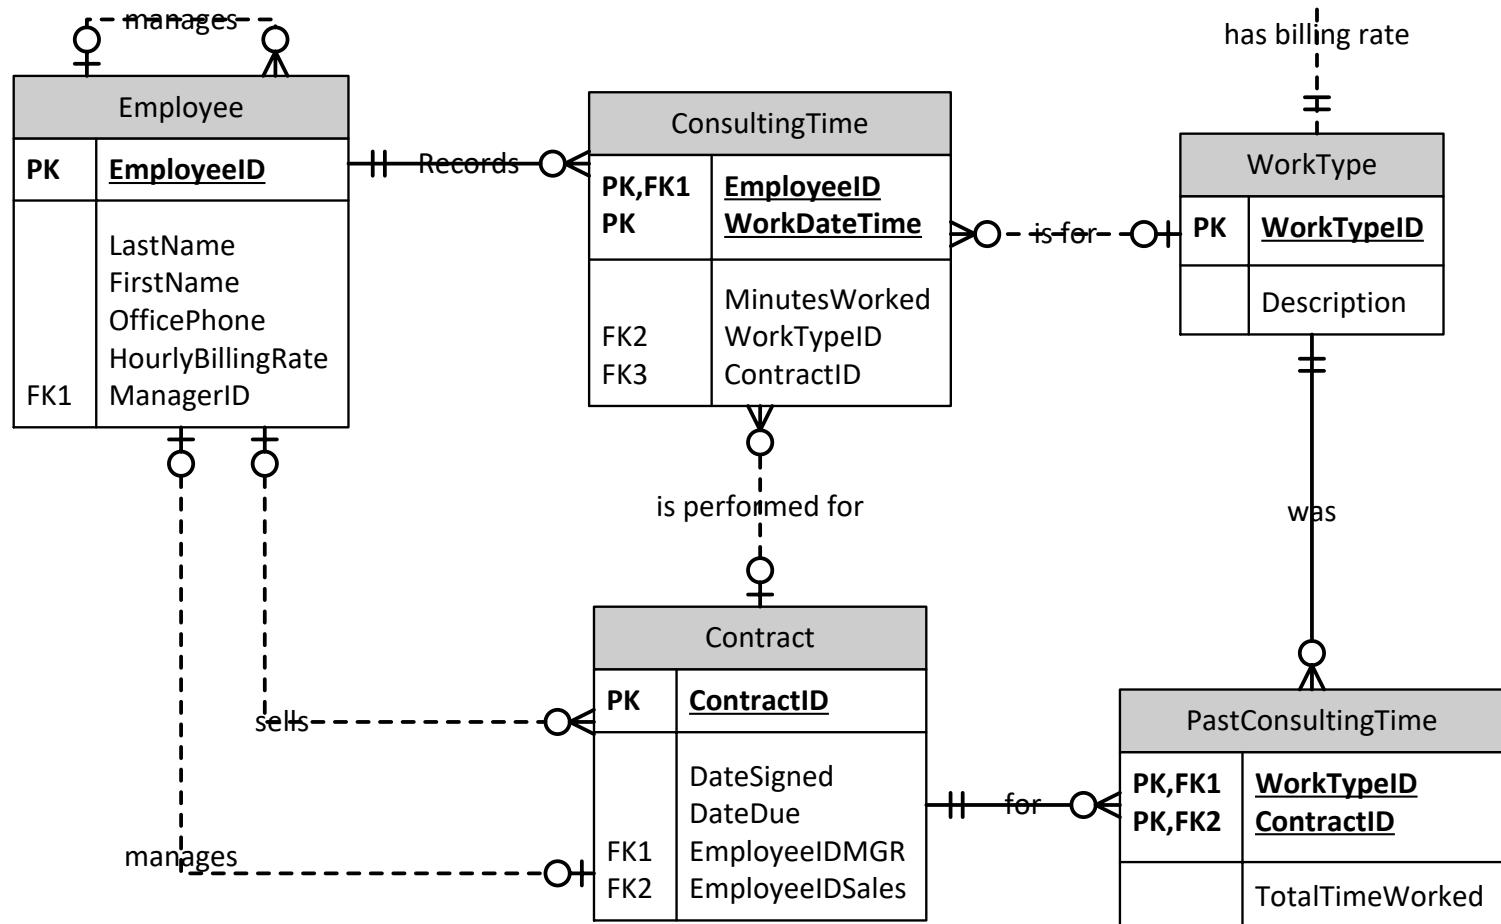 manages
has billing rate
Employee
PK EmployeeID
LastName
FirstName
OfficePhone
HourlyBillingRate
FK1 ManagerID
Records
ConsultingTime
PK,FK1 EmployeeID
PK WorkDateTime
MinutesWorked
FK2 WorkTypeID
FK3 ContractID
is for
WorkType
PK WorkTypeID
Description
is performed for
was
sells
manages
Contract
PK ContractID
DateSigned
DateDue
FK1 EmployeeIDMGR
FK2 EmployeeIDSales
for
PastConsultingTime
PK,FK1 WorkTypeID
PK,FK2 ContractID
TotalTimeWorked